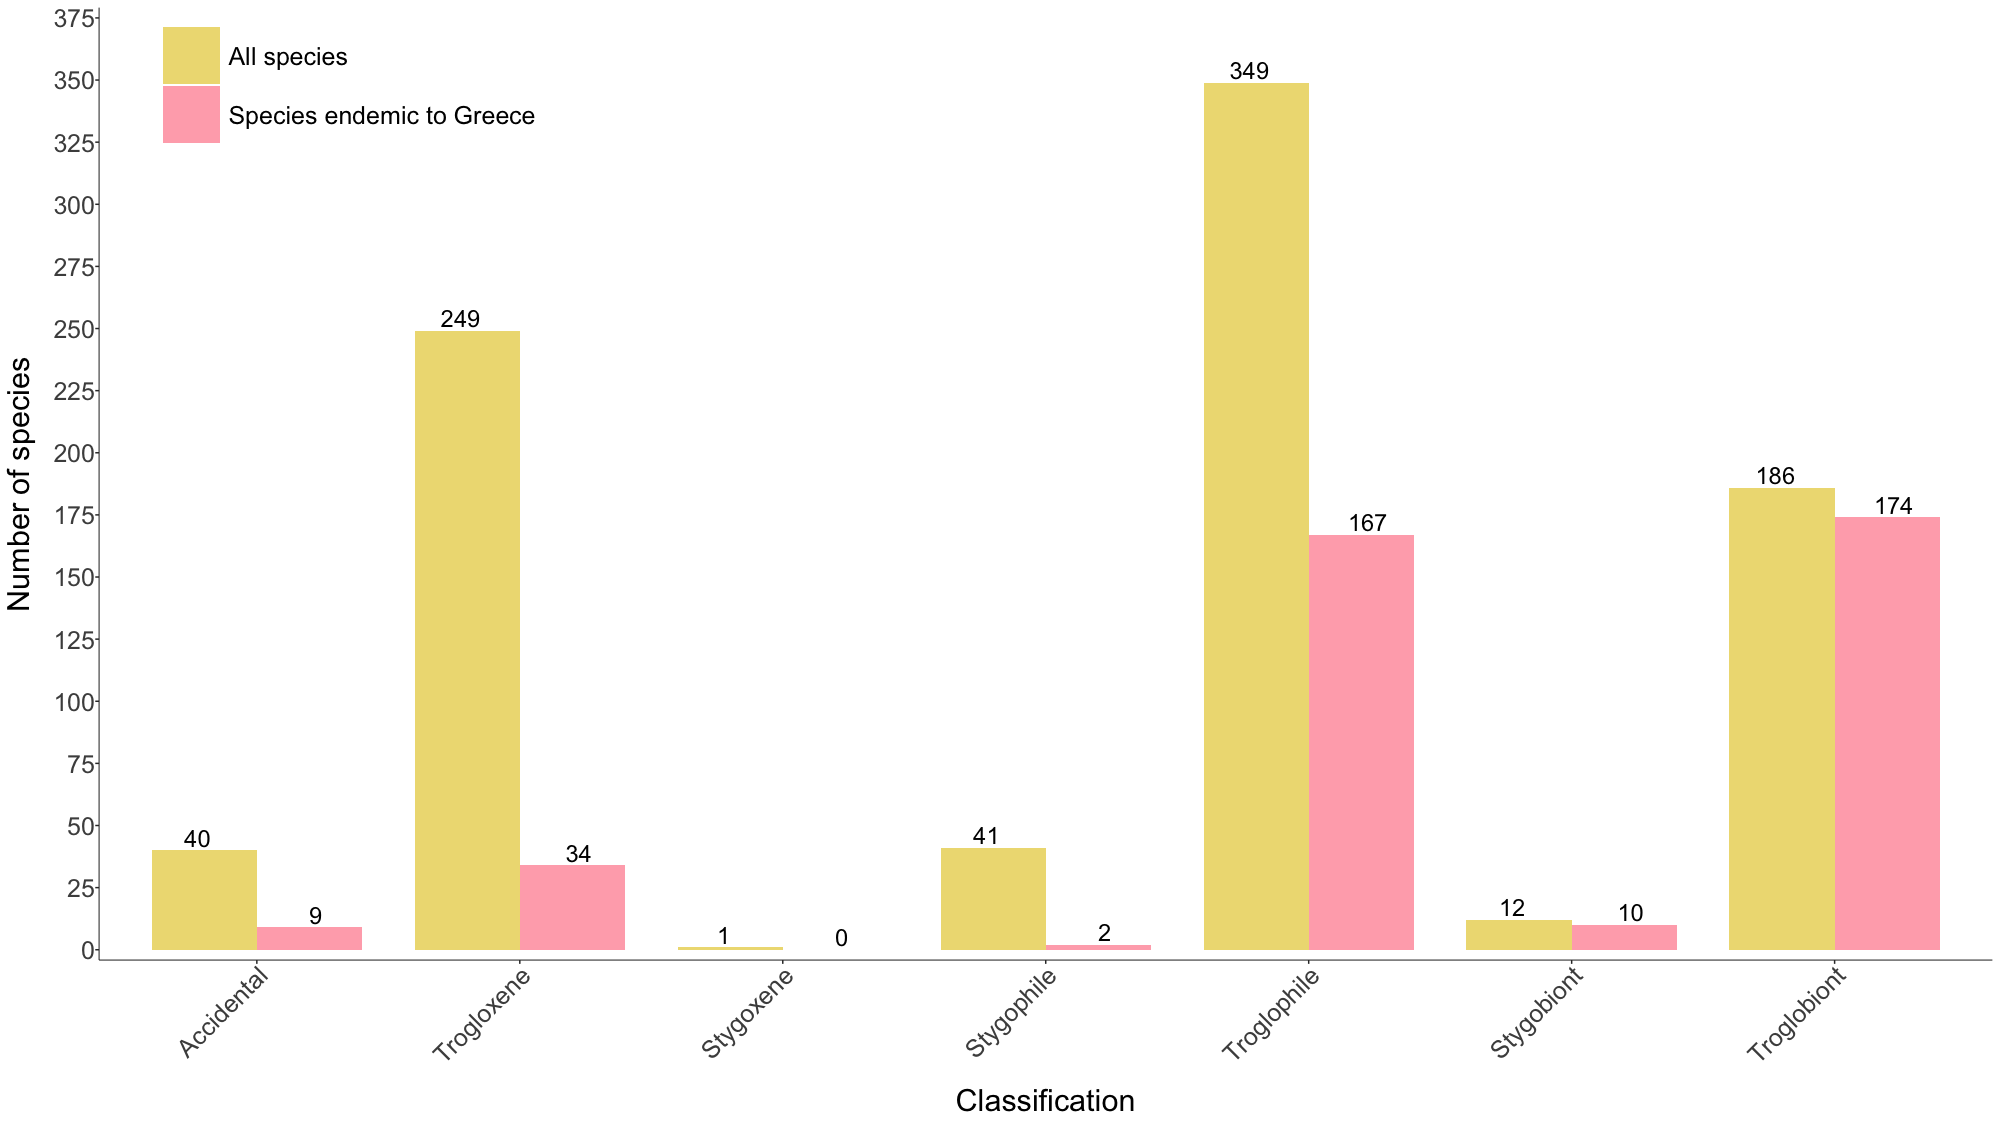 All species
Species endemic to Greece
Number of species
375
350
325
300
275
250
225
200
175
150
125
100
75
50
25
0
40
9
249
34
1
0
41
2
349
167
12
10
186
174
Accidental
Trogloxene
Stygoxene
Stygophile
Troglophile
Stygobiont
Troglobiont
Classification